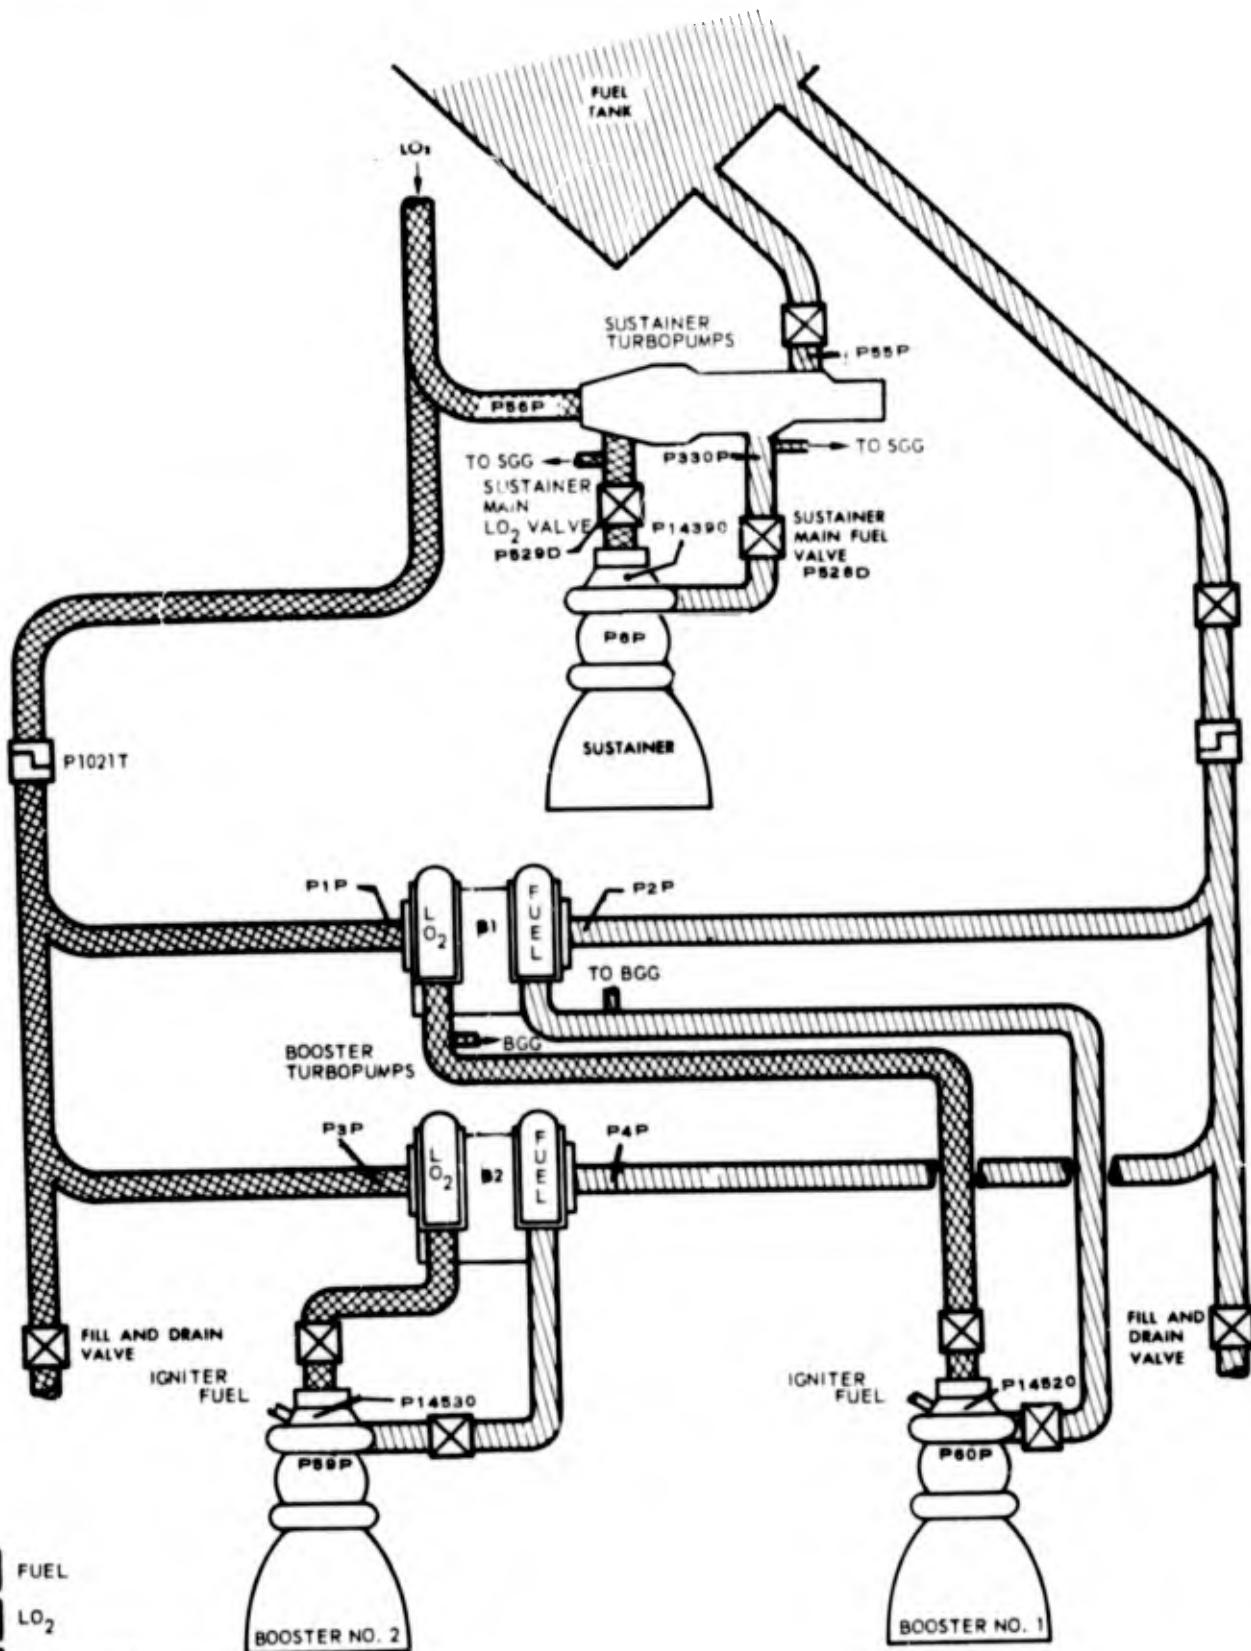 FUEL
TANK
LO₂
SUSTAINER
TURBOPUMPS
P55P
P56P
TO SGG
P330P
TO SGG
SUSTAINER
MAIN
LO₂ VALVE
P529D
P14390
SUSTAINER
MAIN FUEL
VALVE
P528D
P6P
SUSTAINER
P1021T
P1P
LO₂
B1
FUEL
P2P
TO BGG
BGG
BOOSTER
TURBOPUMPS
P3P
LO₂
B2
FUEL
P4P
FILL AND DRAIN
VALVE
FILL AND
DRAIN
VALVE
IGNITER
FUEL
P14530
IGNITER
FUEL
P14520
P59P
P60P
FUEL
LO₂
BOOSTER NO. 2
BOOSTER NO. 1